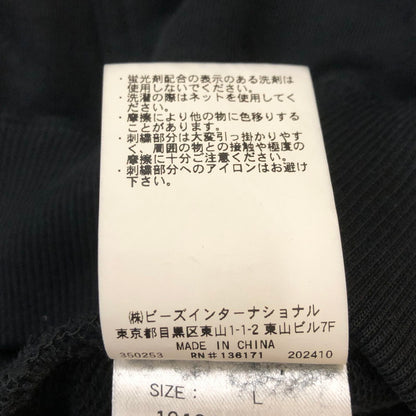 ・蛍光剤配合の表示のある洗剤は
使用しないでください。
・洗濯の際はネットを使用してく
ださい。
・摩擦により他の物に色移りする
ことがあります。
・刺繍部分は大変引っ掛かりやす
く、周囲の物との接触や極度の
摩擦に十分ご注意ください。
・刺繍部分へのアイロンはお避け
下さい。
㈱ビーズインターナショナル
東京都目黒区東山1-1-2 東山ビル7F
MADE IN CHINA
350253 RN#136171 202410
SIZE: L